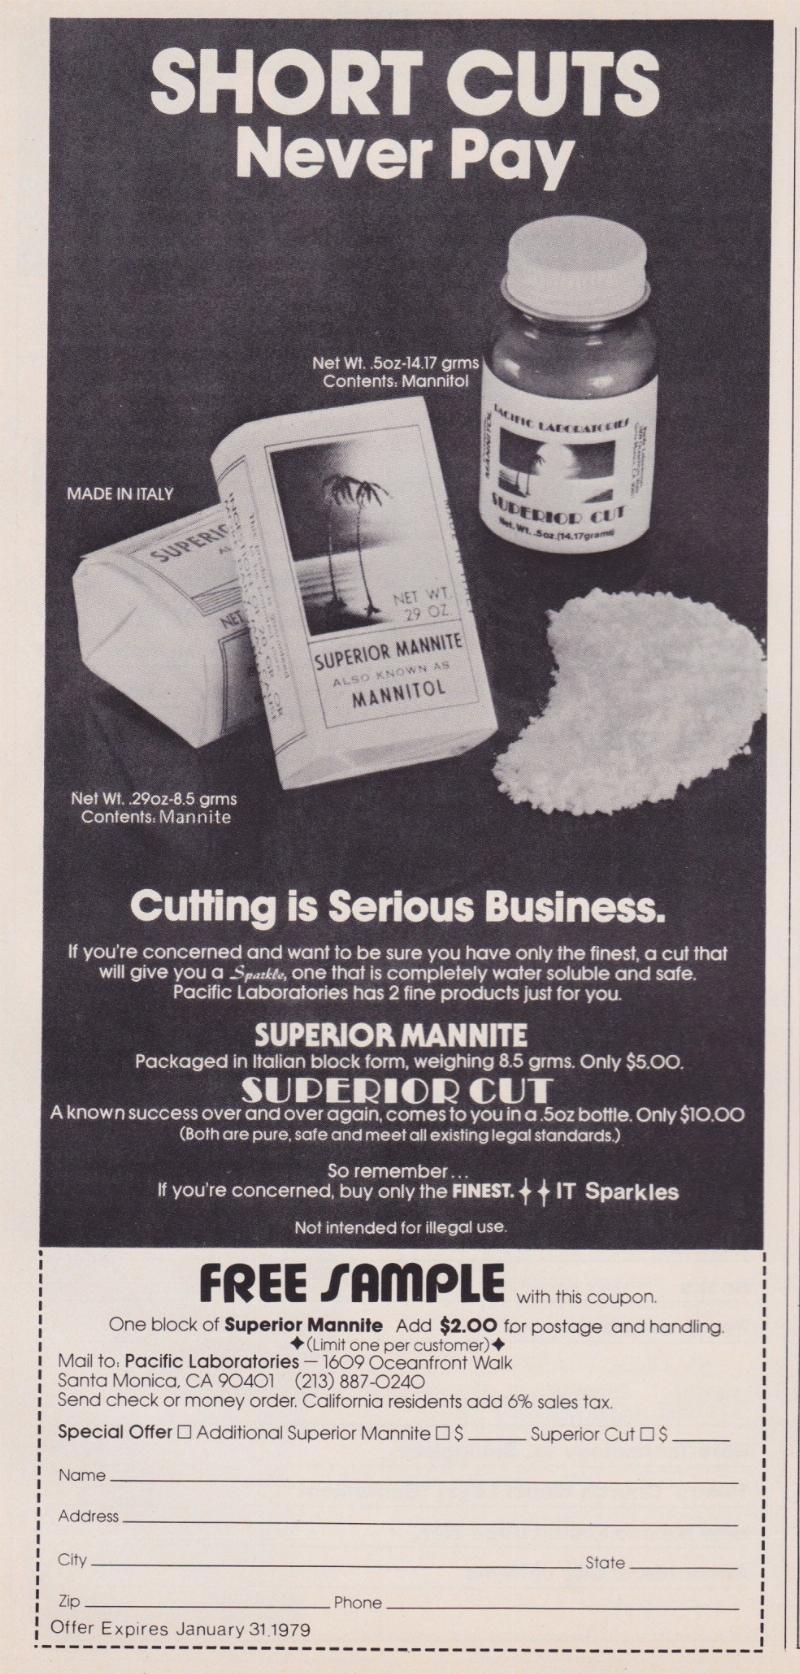 SHORT CUTS
Never Pay
Net Wt. .5oz-14.17 grms
Contents: Mannitol
PACIFIC LABORATORIES
MANNITOL
SUPERIOR CUT
Net. Wt. .5oz.(14.17grams)
MADE IN ITALY
SUPERIO
NET
NET WT.
.29 OZ.
SUPERIOR MANNITE
ALSO KNOWN AS
MANNITOL
Net Wt. .29oz-8.5 grms
Contents: Mannite
Cutting is Serious Business.
If you're concerned and want to be sure you have only the finest, a cut that
will give you a Sparkle, one that is completely water soluble and safe.
Pacific Laboratories has 2 fine products just for you.
SUPERIOR MANNITE
Packaged in Italian block form, weighing 8.5 grms. Only $5.00.
SUPERIOR CUT
A known success over and over again, comes to you in a .5oz bottle. Only $10.00
(Both are pure, safe and meet all existing legal standards.)
So remember...
If you're concerned, buy only the FINEST. IT Sparkles
Not intended for illegal use.
FREE SAMPLE with this coupon.
One block of Superior Mannite Add $2.00 for postage and handling.
(Limit one per customer)
Mail to: Pacific Laboratories — 1609 Oceanfront Walk
Santa Monica, CA 90401 (213) 887-0240
Send check or money order. California residents add 6% sales tax.
Special Offer □ Additional Superior Mannite □ $ ______ Superior Cut □ $ ______
Name
Address
City State
Zip Phone
Offer Expires January 31.1979